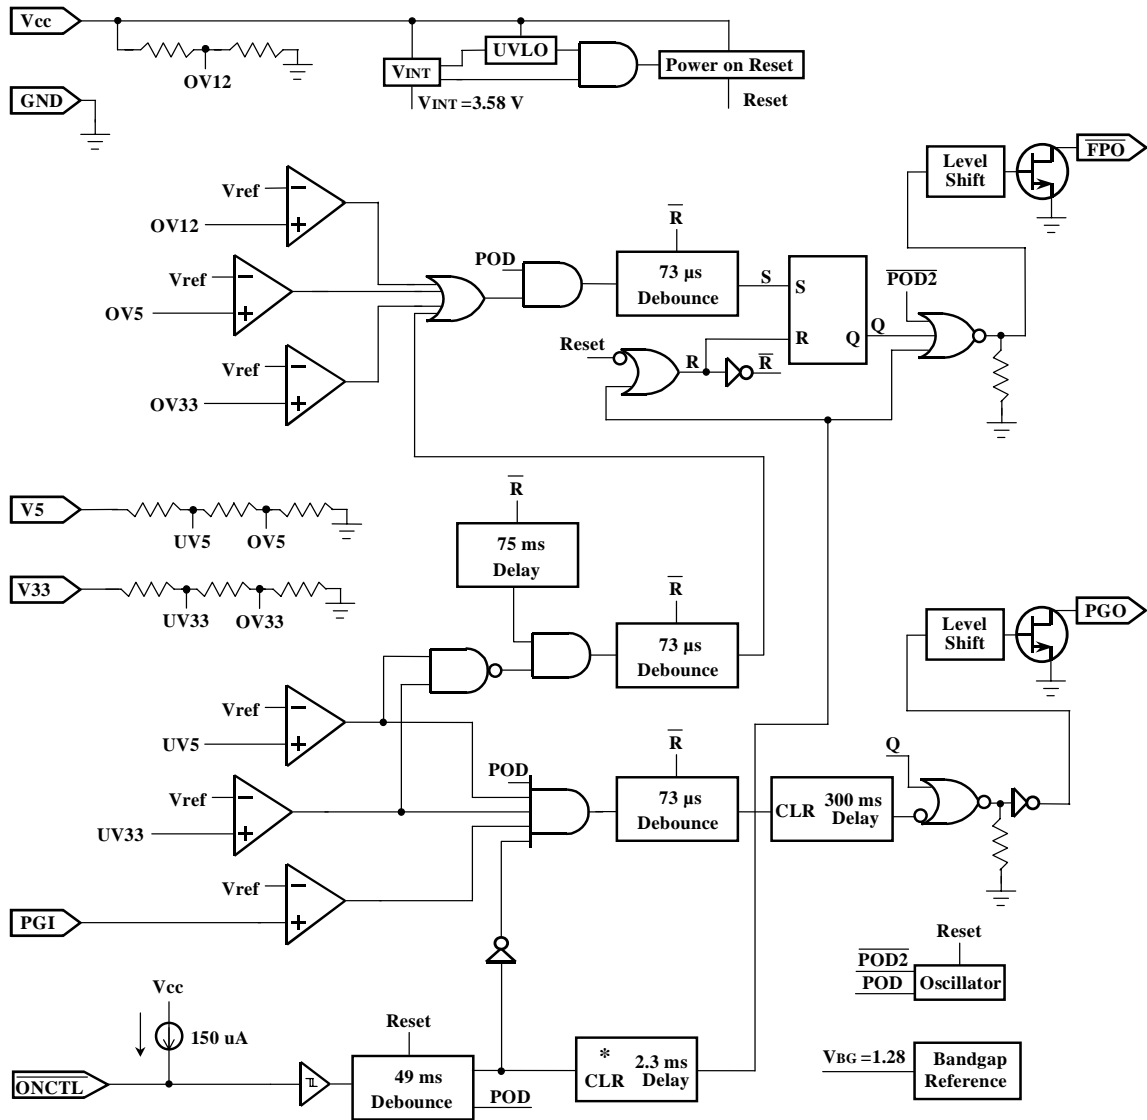 Vcc
OV12
GND
UVLO
VINT
VINT =3.58 V
Power on Reset
Reset
Vref
OV12
Vref
OV5
Vref
OV33
POD
R
73 µs
Debounce
S
S
R
Q
Q
POD2
Reset
R
R
Level
Shift
FPO
V5
UV5
OV5
V33
UV33
OV33
R
75 ms
Delay
R
73 µs
Debounce
Vref
UV5
Vref
UV33
Vref
PGI
POD
R
73 µs
Debounce
CLR
300 ms
Delay
Q
Level
Shift
PGO
Vcc
150 uA
ONCTL
Reset
49 ms
Debounce
POD
*
CLR
2.3 ms
Delay
Reset
POD2
POD
Oscillator
VBG =1.28
Bandgap
Reference